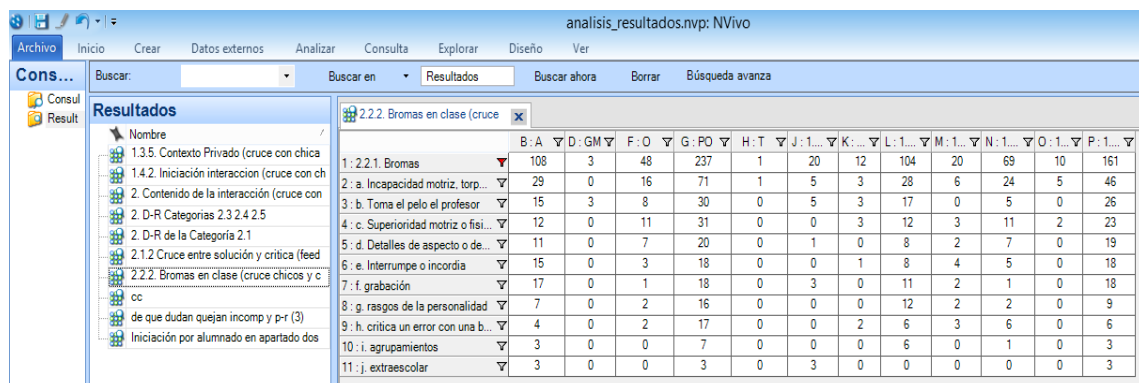 analisis_resultados.nvp: NVivo
Archivo Inicio Crear Datos externos Analizar Consulta Explorar Diseño Ver
Cons... Buscar: Buscar en Resultados Buscar ahora Borrar Búsqueda avanza
Consul
Result
Resultados
Nombre
1.3.5. Contexto Privado (cruce con chica
1.4.2. Iniciación interaccion (cruce con ch
2. Contenido de la interacción (cruce con
2. D-R Categorias 2.3 2.4 2.5
2. D-R de la Categoría 2.1
2.1.2 Cruce entre solución y critica (feed
2.2.2. Bromas en clase (cruce chicos y c
cc
de que dudan quejan incomp y p-r (3)
Iniciación por alumnado en apartado dos
2.2.2. Bromas en clase (cruce
B : A D : GM F : O G : PO H : T J : 1... K : ... L : 1... M : 1... N : 1... O : 1... P : 1....
1 : 2.2.1. Bromas 108 3 48 237 1 20 12 104 20 69 10 161
2 : a. Incapacidad motriz, torp... 29 0 16 71 1 5 3 28 6 24 5 46
3 : b. Toma el pelo el profesor 15 3 8 30 0 5 3 17 0 5 0 26
4 : c. Superioridad motriz o fisi... 12 0 11 31 0 0 3 12 3 11 2 23
5 : d. Detalles de aspecto o de... 11 0 7 20 0 1 0 8 2 7 0 19
6 : e. Interrumpe o incordia 15 0 3 18 0 0 1 8 4 5 0 18
7 : f. grabación 17 0 1 18 0 3 0 11 2 1 0 18
8 : g. rasgos de la personalidad 7 0 2 16 0 0 0 12 2 2 0 9
9 : h. critica un error con una b... 4 0 2 17 0 0 2 6 3 6 0 6
10 : i. agrupamientos 3 0 0 7 0 0 0 6 0 1 0 3
11 : j. extraescolar 3 0 0 3 0 3 0 0 0 0 0 3